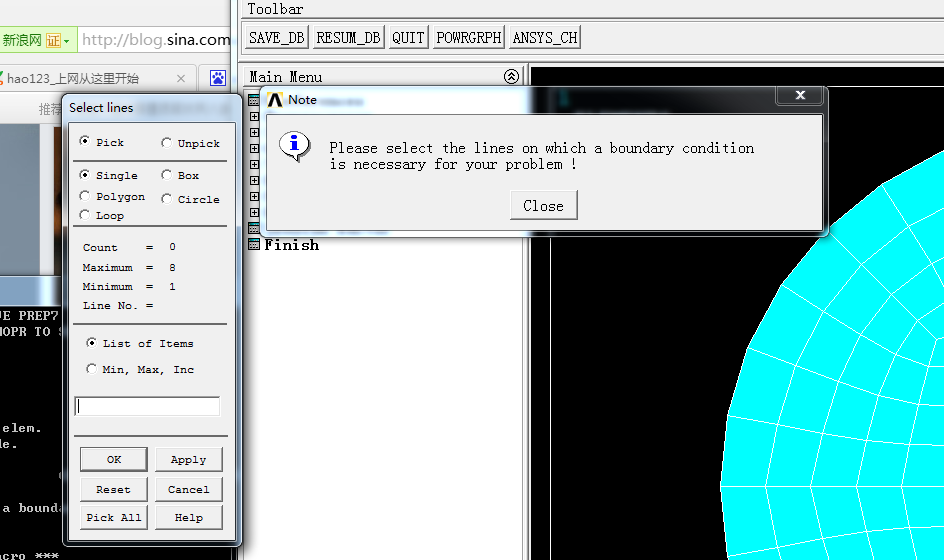 Toolbar
SAVE_DB RESUM_DB QUIT POWRGRPH ANSYS_CH
新浪网 证 http://blog.sina.com
hao123_上网从这里开始
推荐
Main Menu
Finish
Note
Please select the lines on which a boundary condition
is necessary for your problem !
Close
Select lines
Pick Unpick
Single Box
Polygon Circle
Loop
Count = 0
Maximum = 8
Minimum = 1
Line No. =
List of Items
Min, Max, Inc
OK Apply
Reset Cancel
Pick All Help
PREP7
MOPR TO
elem.
a bounda
acro ***